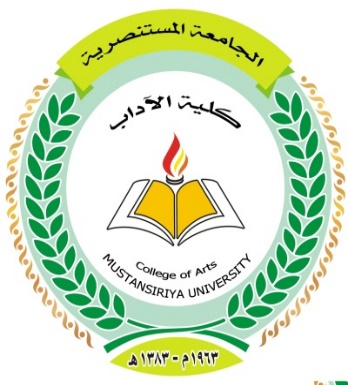 الجامعة المستنصرية
كلية الآداب
College of Arts
MUSTANSIRIYA UNIVERSITY
١٩٦٣ م - ١٣٨٣ هـ